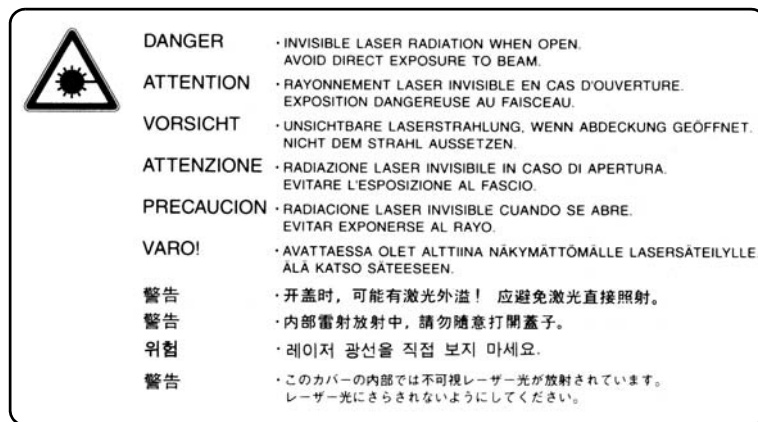 DANGER · INVISIBLE LASER RADIATION WHEN OPEN.
AVOID DIRECT EXPOSURE TO BEAM.
ATTENTION · RAYONNEMENT LASER INVISIBLE EN CAS D'OUVERTURE.
EXPOSITION DANGEREUSE AU FAISCEAU.
VORSICHT · UNSICHTBARE LASERSTRAHLUNG, WENN ABDECKUNG GEÖFFNET.
NICHT DEM STRAHL AUSSETZEN.
ATTENZIONE · RADIAZIONE LASER INVISIBILE IN CASO DI APERTURA.
EVITARE L'ESPOSIZIONE AL FASCIO.
PRECAUCION · RADIACIONE LASER INVISIBLE CUANDO SE ABRE.
EVITAR EXPONERSE AL RAYO.
VARO! · AVATTAESSA OLET ALTTIINA NÄKYMÄTTÖMÄLLE LASERSÄTEILYLLE.
ÄLÄ KATSO SÄTEESEEN.
警告 · 开盖时，可能有激光外溢！ 应避免激光直接照射。
警告 · 内部雷射放射中，請勿隨意打開蓋子。
위험 · 레이저 광선을 직접 보지 마세요.
警告 · このカバーの内部では不可視レーザー光が放射されています。
レーザー光にさらされないようにしてください。